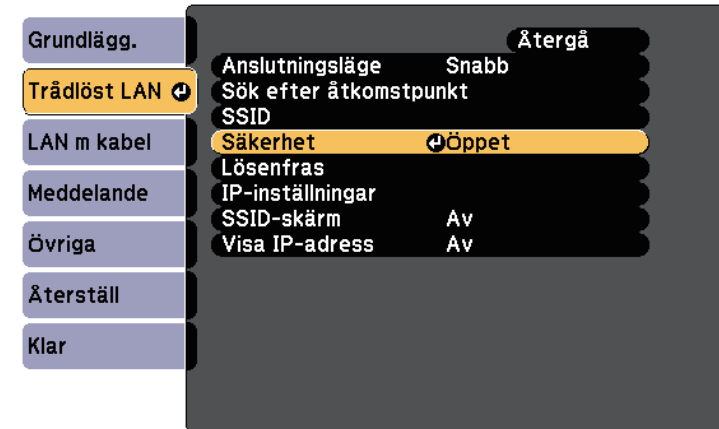 Grundlägg.
Trådlöst LAN
LAN m kabel
Meddelande
Övriga
Återställ
Klar
Återgå
Anslutningsläge Snabb
Sök efter åtkomstpunkt
SSID
Säkerhet Öppet
Lösenfras
IP-inställningar
SSID-skärm Av
Visa IP-adress Av